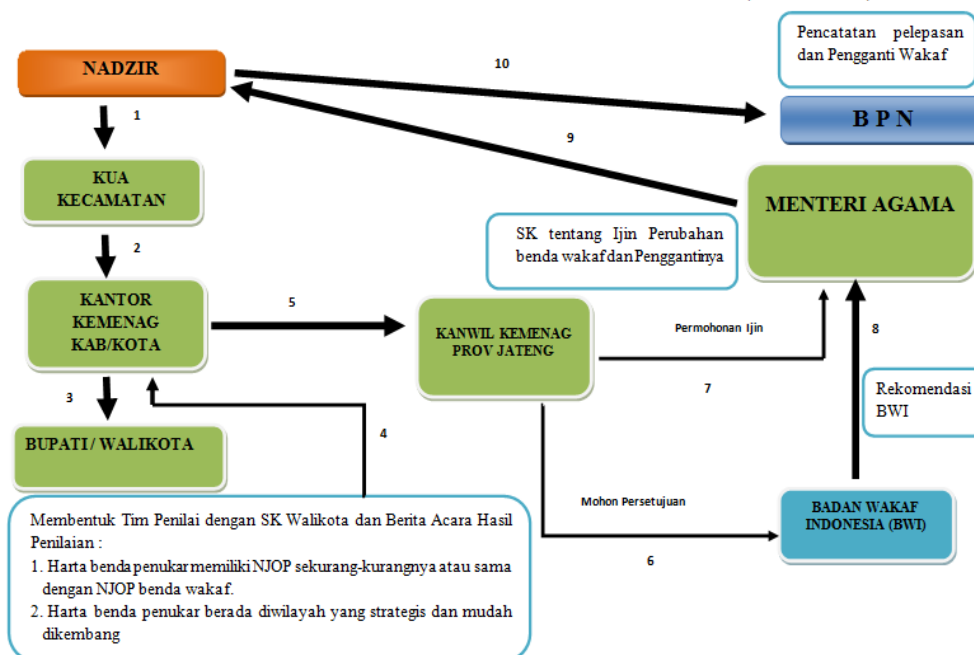 Pencatatan pelepasan
dan Pengganti Wakaf
NADZIR
10
B P N
1
9
KUA
KECAMATAN
MENTERI AGAMA
SK tentang Ijin Perubahan
benda wakaf dan Penggantinya
2
KANTOR
KEMENAG
KAB/KOTA
5
KANWIL KEMENAG
PROV JATENG
Permohonan Ijin
8
7
3
Rekomendasi
BWI
4
BUPATI / WALIKOTA
Mohon Persetujuan
BADAN WAKAF
INDONESIA (BWI)
6
Membentuk Tim Penilai dengan SK Walikota dan Berita Acara Hasil
Penilaian :
1. Harta benda penukar memiliki NJOP sekurang-kurangnya atau sama
dengan NJOP benda wakaf.
2. Harta benda penukar berada diwilayah yang strategis dan mudah
dikembang